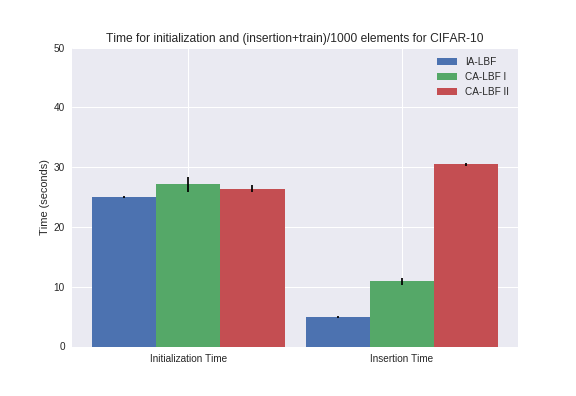 Time for initialization and (insertion+train)/1000 elements for CIFAR-10
50
40
30
20
10
0
Time (seconds)
IA-LBF
CA-LBF I
CA-LBF II
Initialization Time
Insertion Time